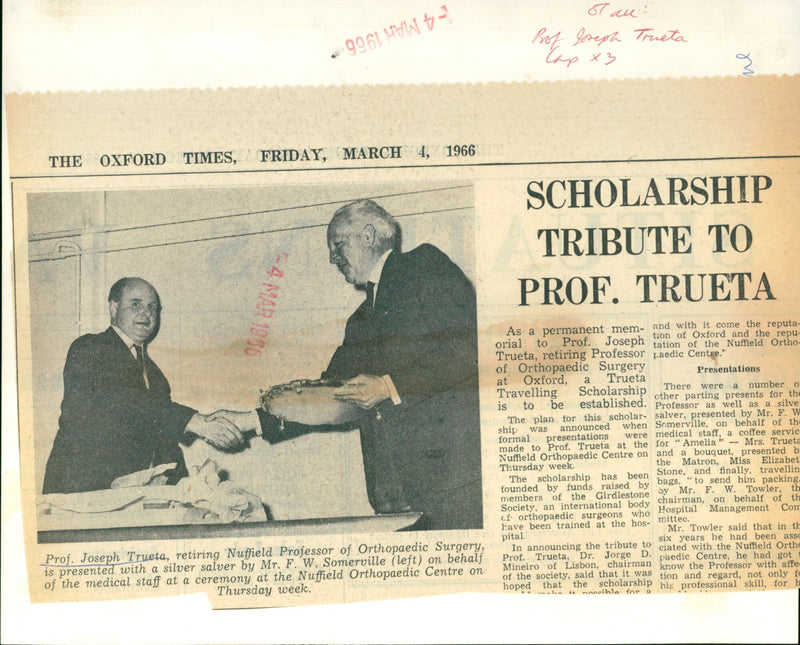 -4 MAR 1966
Prof Joseph Trueta
x 3
THE OXFORD TIMES, FRIDAY, MARCH 4, 1966
-4 MAR 1966
Prof. Joseph Trueta, retiring Nuffield Professor of Orthopaedic Surgery,
is presented with a silver salver by Mr. F. W. Somerville (left) on behalf
of the medical staff at a ceremony at the Nuffield Orthopaedic Centre on
Thursday week.
SCHOLARSHIP
TRIBUTE TO
PROF. TRUETA
As a permanent mem-
orial to Prof. Joseph
Trueta, retiring Professor
of Orthopaedic Surgery
at Oxford, a Trueta
Travelling Scholarship
is to be established.
The plan for this scholar-
ship was announced when
formal presentations were
made to Prof. Trueta at the
Nuffield Orthopaedic Centre on
Thursday week.
The scholarship has been
founded by funds raised by
members of the Girdlestone
Society, an international body
of orthopaedic surgeons who
have been trained at the hos-
pital.
In announcing the tribute to
Prof. Trueta, Dr. Jorge D.
Mineiro of Lisbon, chairman
of the society, said that it was
hoped that the scholarship
make it possible for a
and with it come the reputa-
tion of Oxford and the repu-
tation of the Nuffield Ortho-
paedic Centre.'
Presentations
There were a number o
other parting presents for the
Professor as well as a silver
salver, presented by Mr. F. W
Somerville, on behalf of the
medical staff, a coffee servic
for "Amelia" — Mrs. Trueta
and a bouquet, presented b
the Matron, Miss Elizabet
Stone, and finally, travellin
bags, "to send him packing,
by Mr. F. W. Towler, th
chairman, on behalf of th
Hospital Management Com
mittee.
Mr. Towler said that in th
six years he had been asso
ciated with the Nuffield Ortho
paedic Centre, he had got
know the Professor with affec
tion and regard, not only fo
his professional skill, for h